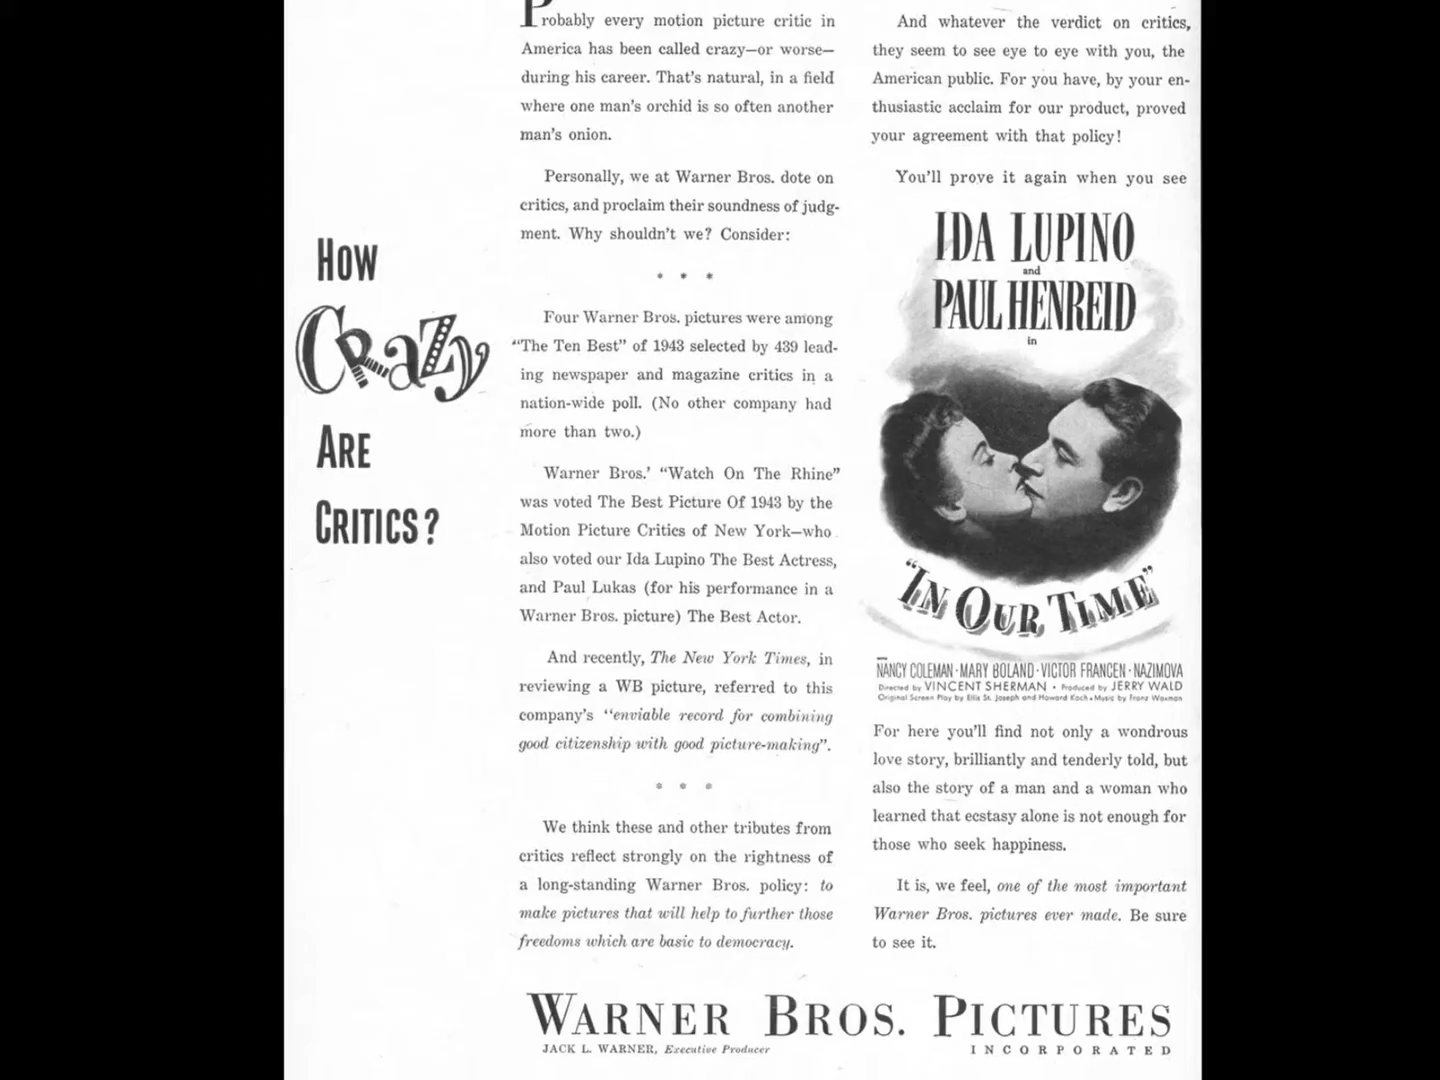 How
Crazy
Are
Critics?
Probably every motion picture critic in
America has been called crazy—or worse—
during his career. That's natural, in a field
where one man's orchid is so often another
man's onion.
Personally, we at Warner Bros. dote on
critics, and proclaim their soundness of judg-
ment. Why shouldn't we? Consider:
* * *
Four Warner Bros. pictures were among
"The Ten Best" of 1943 selected by 439 lead-
ing newspaper and magazine critics in a
nation-wide poll. (No other company had
more than two.)
Warner Bros.' "Watch On The Rhine"
was voted The Best Picture Of 1943 by the
Motion Picture Critics of New York—who
also voted our Ida Lupino The Best Actress,
and Paul Lukas (for his performance in a
Warner Bros. picture) The Best Actor.
And recently, The New York Times, in
reviewing a WB picture, referred to this
company's "enviable record for combining
good citizenship with good picture-making".
* * *
We think these and other tributes from
critics reflect strongly on the rightness of
a long-standing Warner Bros. policy: to
make pictures that will help to further those
freedoms which are basic to democracy.
And whatever the verdict on critics,
they seem to see eye to eye with you, the
American public. For you have, by your en-
thusiastic acclaim for our product, proved
your agreement with that policy!
You'll prove it again when you see
IDA LUPINO
and
PAUL HENREID
in
"IN OUR TIME"
NANCY COLEMAN · MARY BOLAND · VICTOR FRANCEN · NAZIMOVA
Directed by VINCENT SHERMAN • Produced by JERRY WALD
Original Screen Play by Ellis St. Joseph and Howard Koch • Music by Franz Waxman
For here you'll find not only a wondrous
love story, brilliantly and tenderly told, but
also the story of a man and a woman who
learned that ecstasy alone is not enough for
those who seek happiness.
It is, we feel, one of the most important
Warner Bros. pictures ever made. Be sure
to see it.
WARNER BROS. PICTURES
JACK L. WARNER, Executive Producer
INCORPORATED